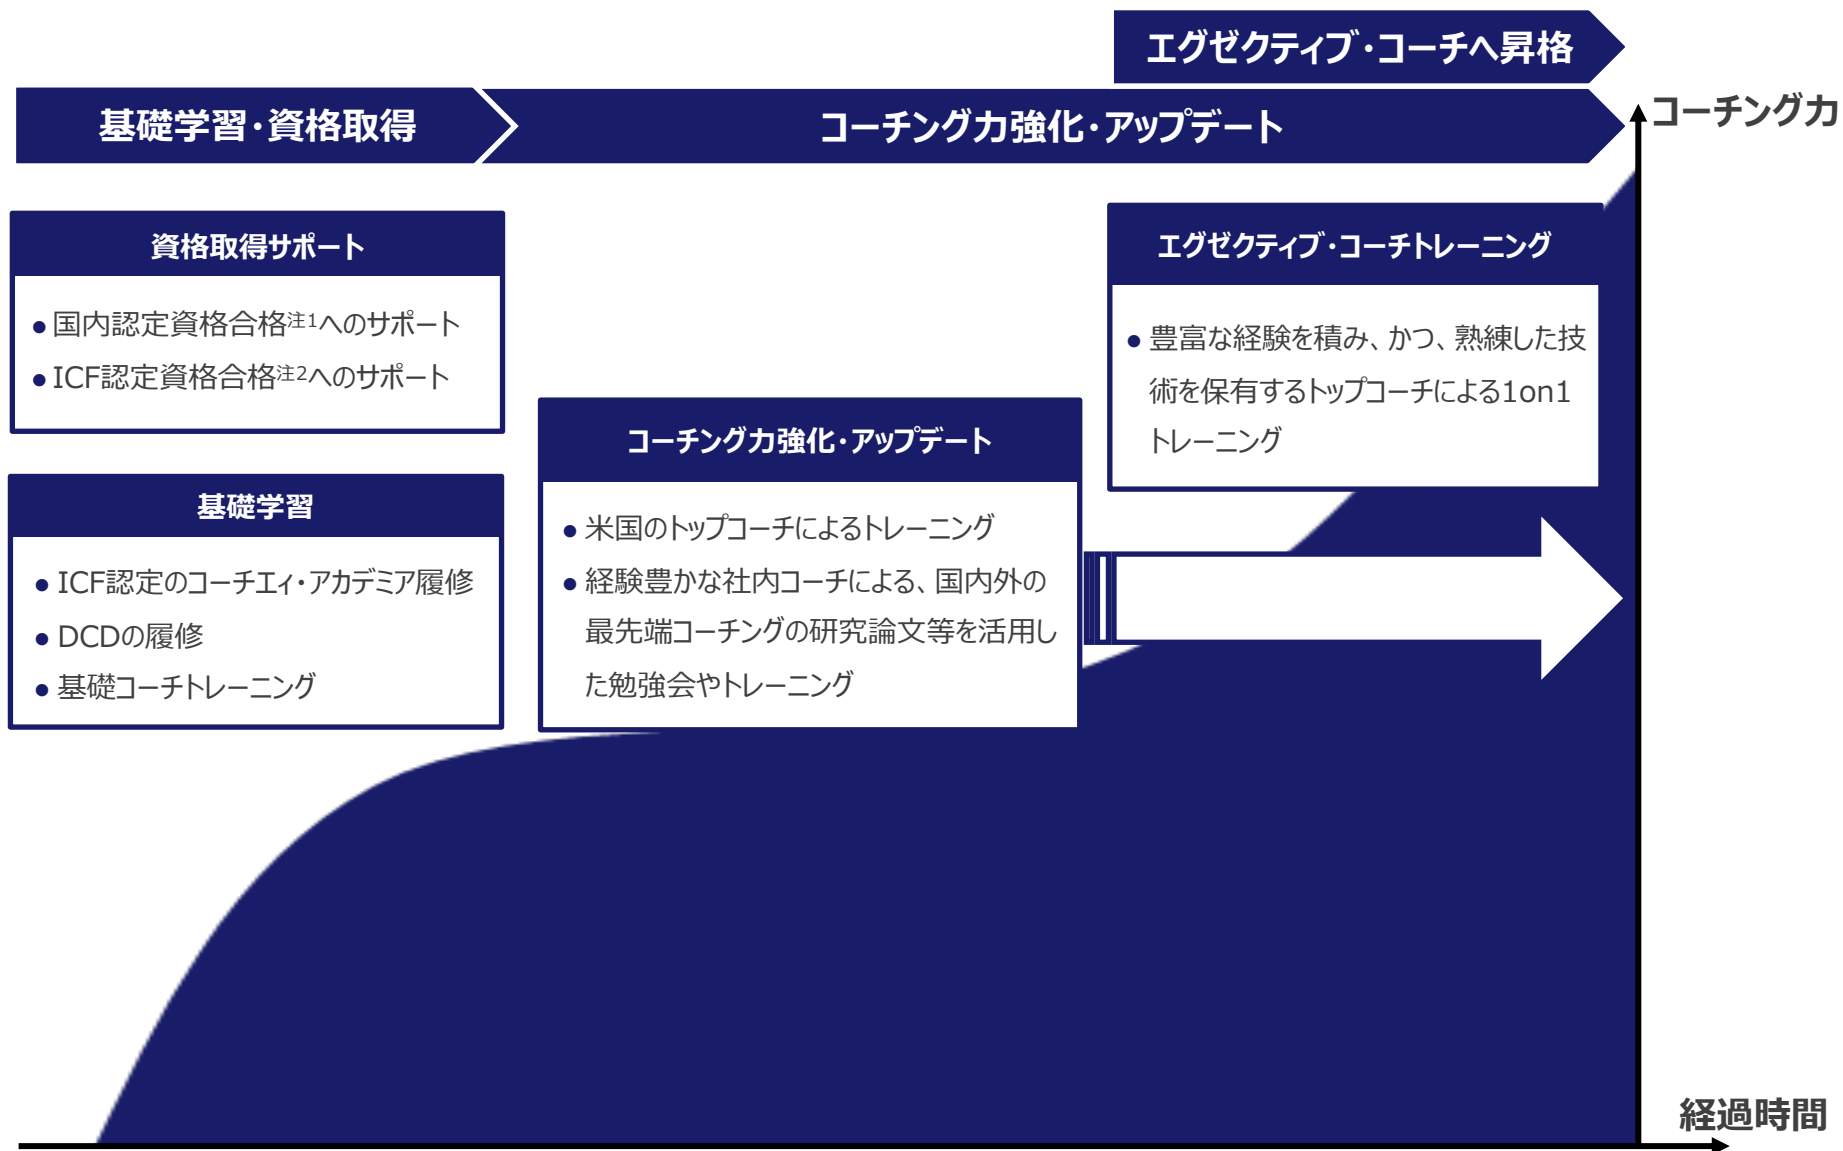 エグゼクティブ・コーチへ昇格
基礎学習・資格取得
コーチング力強化・アップデート
コーチング力
資格取得サポート
●国内認定資格合格注1へのサポート
●ICF認定資格合格注2へのサポート
基礎学習
●ICF認定のコーチエィ・アカデミア履修
●DCDの履修
●基礎コーチトレーニング
コーチング力強化・アップデート
●米国のトップコーチによるトレーニング
●経験豊かな社内コーチによる、国内外の
最先端コーチングの研究論文等を活用し
た勉強会やトレーニング
エグゼクティブ・コーチトレーニング
●豊富な経験を積み、かつ、熟練した技
術を保有するトップコーチによる1on1
トレーニング
経過時間